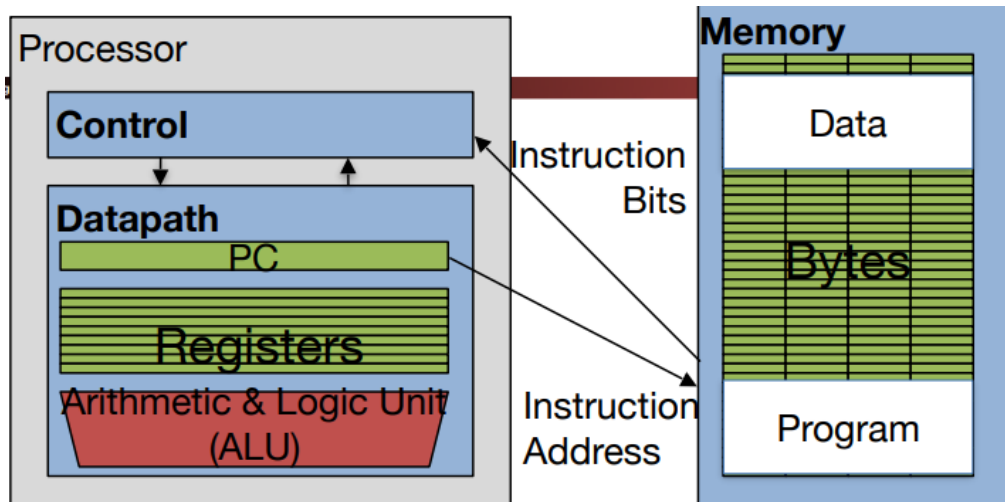 Processor
Control
Datapath
PC
Registers
Arithmetic & Logic Unit
(ALU)
Instruction
Bits
Instruction
Address
Memory
Data
Bytes
Program